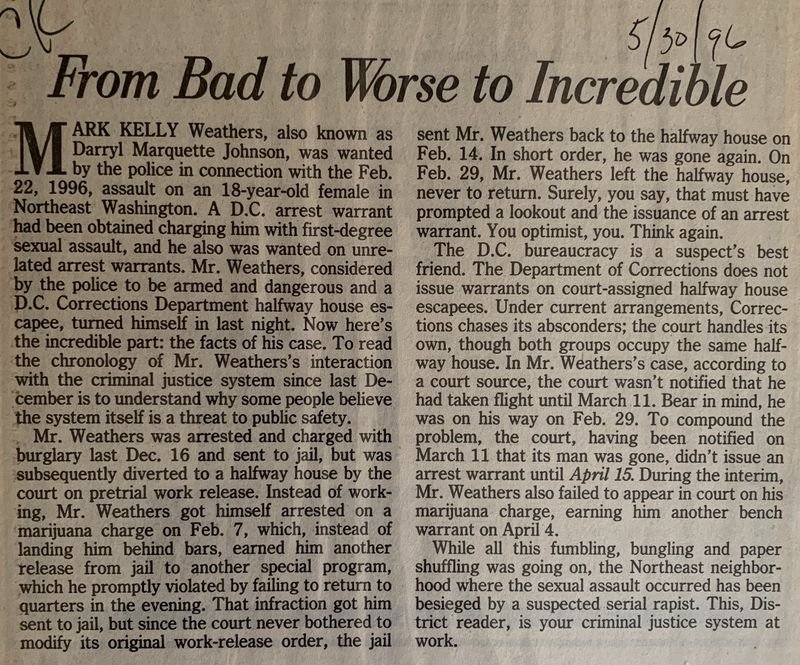 5/30/96
From Bad to Worse to Incredible
MARK KELLY Weathers, also known as
Darryl Marquette Johnson, was wanted
by the police in connection with the Feb.
22, 1996, assault on an 18-year-old female in
Northeast Washington. A D.C. arrest warrant
had been obtained charging him with first-degree
sexual assault, and he also was wanted on unre-
lated arrest warrants. Mr. Weathers, considered
by the police to be armed and dangerous and a
D.C. Corrections Department halfway house es-
capee, turned himself in last night. Now here's
the incredible part: the facts of his case. To read
the chronology of Mr. Weathers's interaction
with the criminal justice system since last De-
cember is to understand why some people believe
the system itself is a threat to public safety.
Mr. Weathers was arrested and charged with
burglary last Dec. 16 and sent to jail, but was
subsequently diverted to a halfway house by the
court on pretrial work release. Instead of work-
ing, Mr. Weathers got himself arrested on a
marijuana charge on Feb. 7, which, instead of
landing him behind bars, earned him another
release from jail to another special program,
which he promptly violated by failing to return to
quarters in the evening. That infraction got him
sent to jail, but since the court never bothered to
modify its original work-release order, the jail
sent Mr. Weathers back to the halfway house on
Feb. 14. In short order, he was gone again. On
Feb. 29, Mr. Weathers left the halfway house,
never to return. Surely, you say, that must have
prompted a lookout and the issuance of an arrest
warrant. You optimist, you. Think again.
The D.C. bureaucracy is a suspect's best
friend. The Department of Corrections does not
issue warrants on court-assigned halfway house
escapees. Under current arrangements, Correc-
tions chases its absconders; the court handles its
own, though both groups occupy the same half-
way house. In Mr. Weathers's case, according to
a court source, the court wasn't notified that he
had taken flight until March 11. Bear in mind, he
was on his way on Feb. 29. To compound the
problem, the court, having been notified on
March 11 that its man was gone, didn't issue an
arrest warrant until April 15. During the interim,
Mr. Weathers also failed to appear in court on his
marijuana charge, earning him another bench
warrant on April 4.
While all this fumbling, bungling and paper
shuffling was going on, the Northeast neighbor-
hood where the sexual assault occurred has been
besieged by a suspected serial rapist. This, Dis-
trict reader, is your criminal justice system at
work.